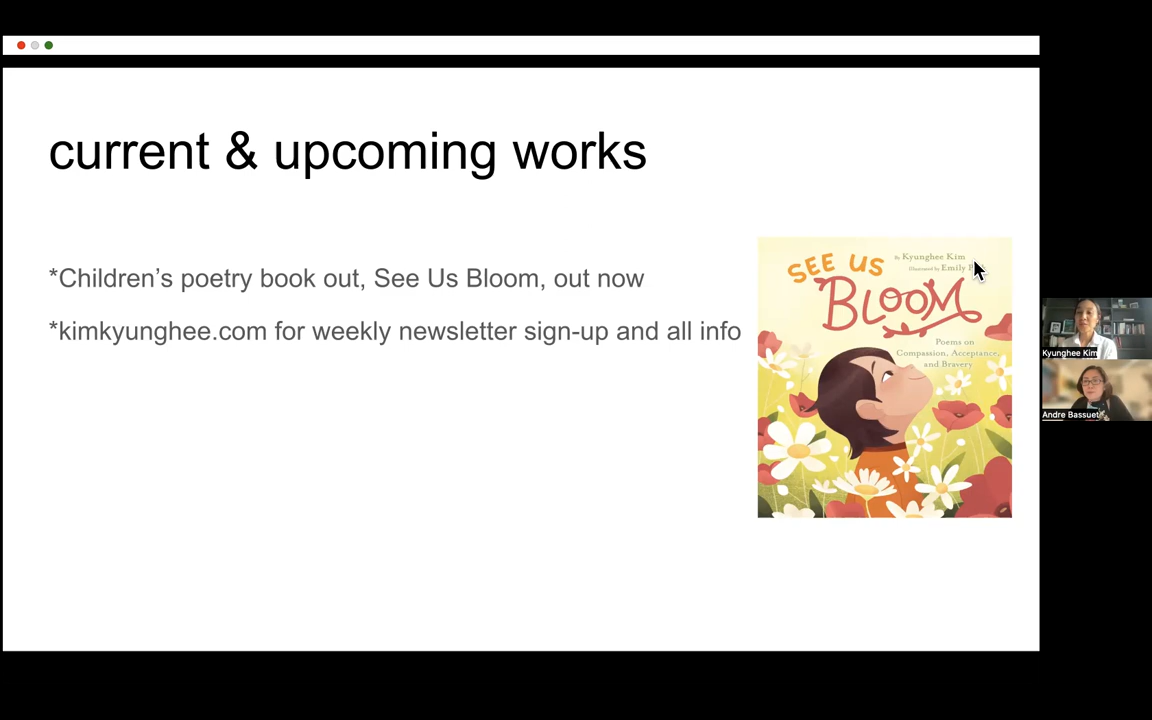 current & upcoming works
*Children's poetry book out, See Us Bloom, out now
*kimkyunghee.com for weekly newsletter sign-up and all info
SEE US
BLOOM
By Kyunghee Kim
Illustrated by Emily
Poems on
Compassion, Acceptance,
and Bravery
Kyunghee Kim
Andre Bassuet